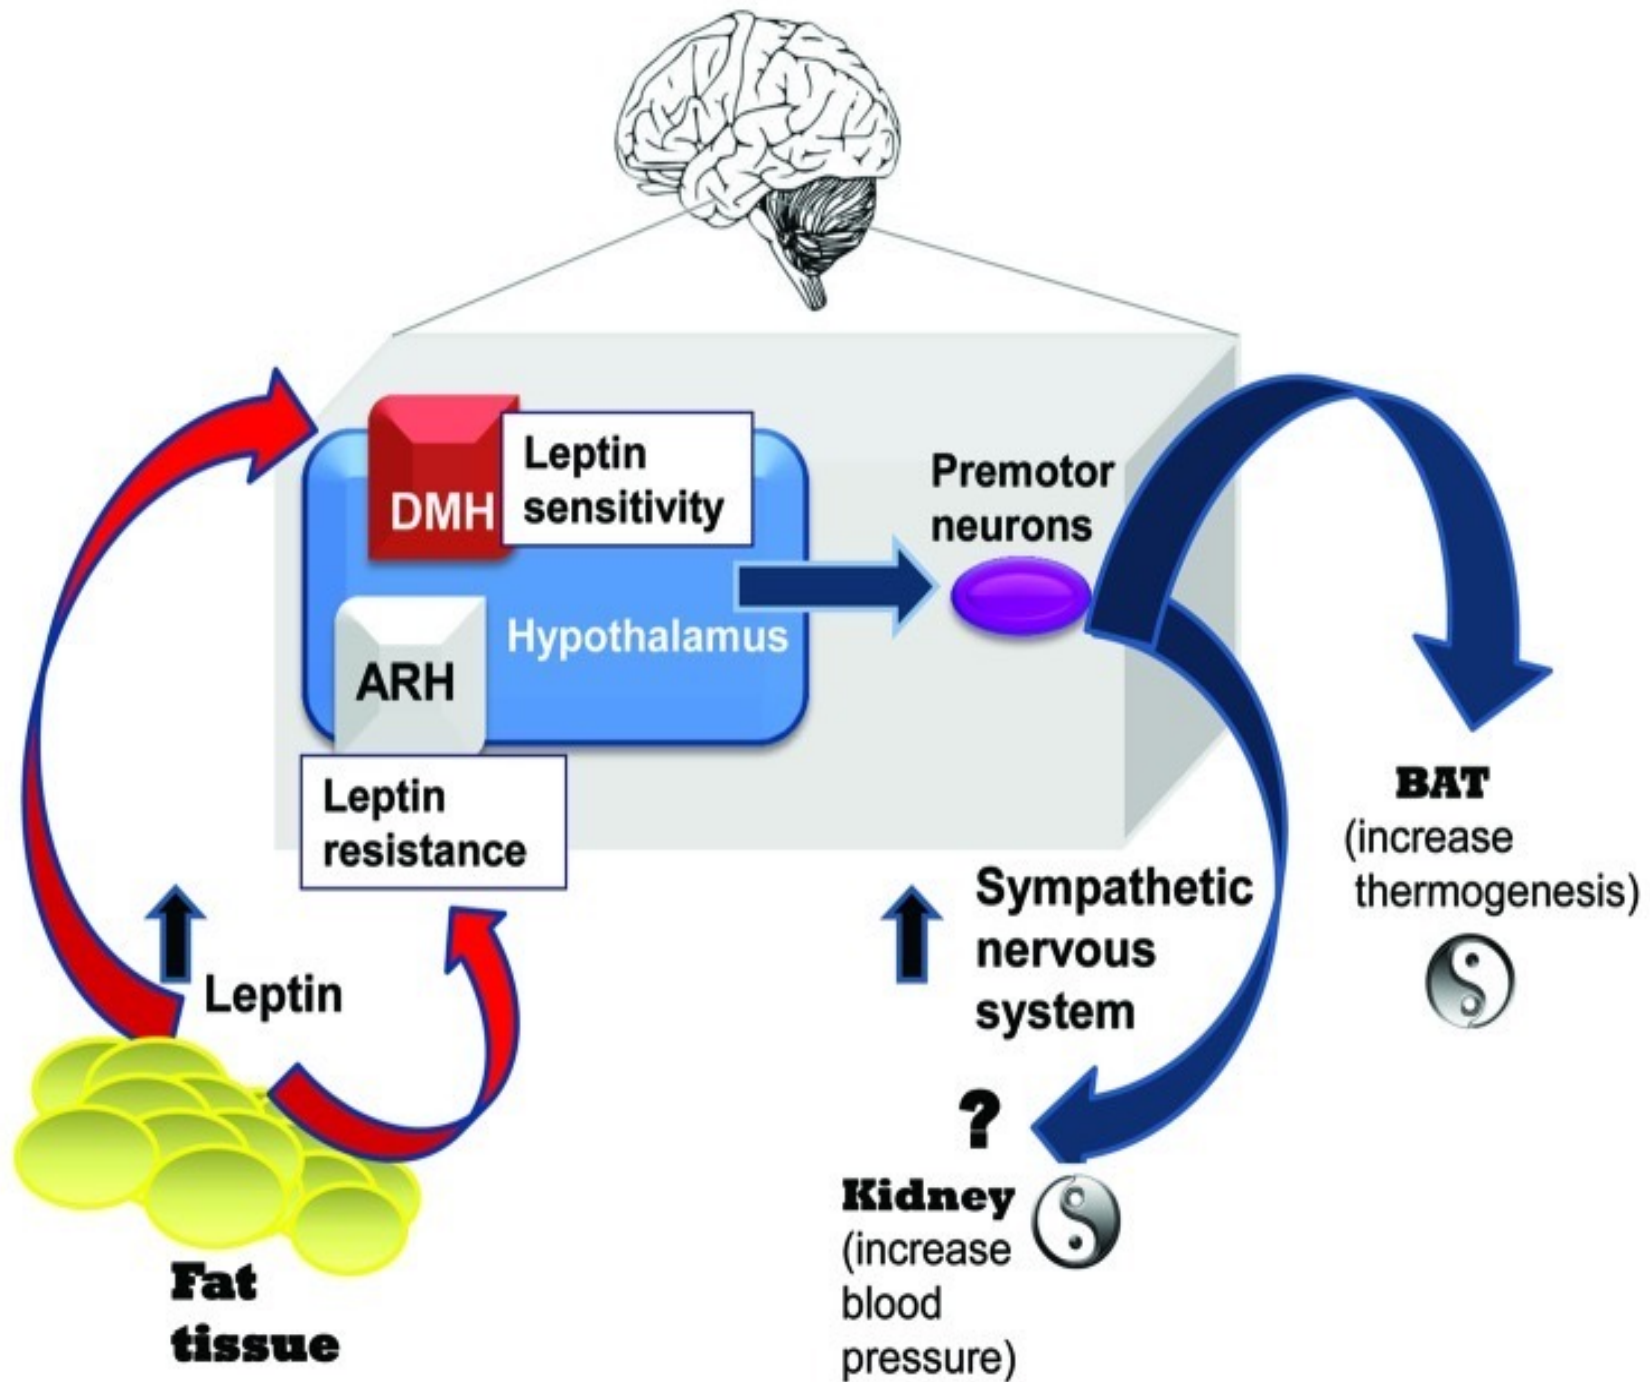 DMH
Leptin
sensitivity
Hypothalamus
ARH
Leptin
resistance
Premotor
neurons
Leptin
Fat
tissue
Sympathetic
nervous
system
?
Kidney
(increase
blood
pressure)
BAT
(increase
thermogenesis)